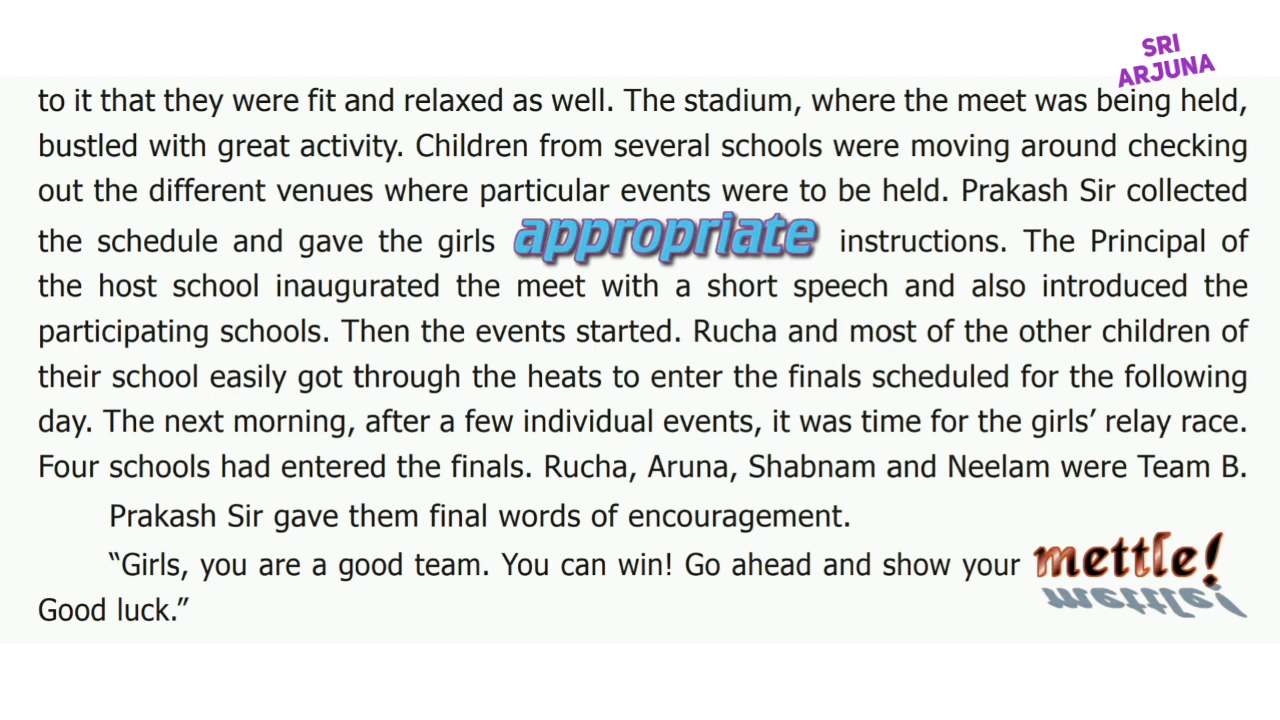 SRI
ARJUNA
to it that they were fit and relaxed as well. The stadium, where the meet was being held,
bustled with great activity. Children from several schools were moving around checking
out the different venues where particular events were to be held. Prakash Sir collected
the schedule and gave the girls appropriate instructions. The Principal of
the host school inaugurated the meet with a short speech and also introduced the
participating schools. Then the events started. Rucha and most of the other children of
their school easily got through the heats to enter the finals scheduled for the following
day. The next morning, after a few individual events, it was time for the girls’ relay race.
Four schools had entered the finals. Rucha, Aruna, Shabnam and Neelam were Team B.
Prakash Sir gave them final words of encouragement.
“Girls, you are a good team. You can win! Go ahead and show your mettle!
Good luck.”